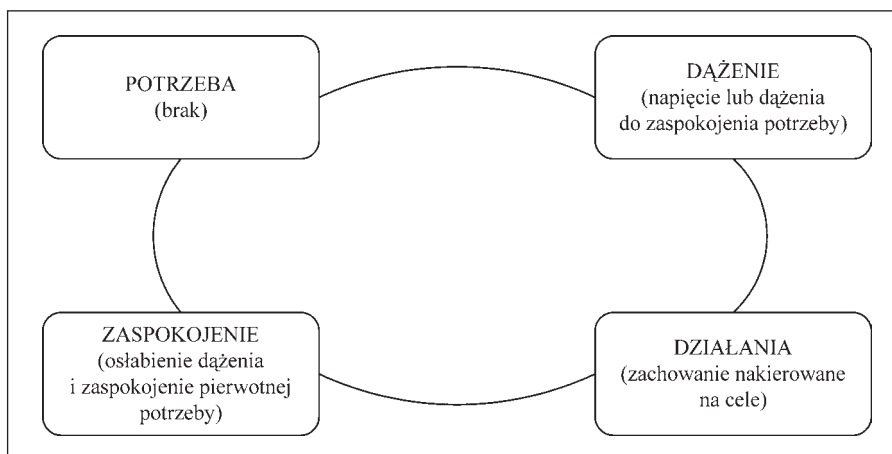 POTRZEBA
(brak)
DĄŻENIE
(napięcie lub dążenia
do zaspokojenia potrzeby)
ZASPOKOJENIE
(osłabienie dążenia
i zaspokojenie pierwotnej
potrzeby)
DZIAŁANIA
(zachowanie nakierowane
na cele)